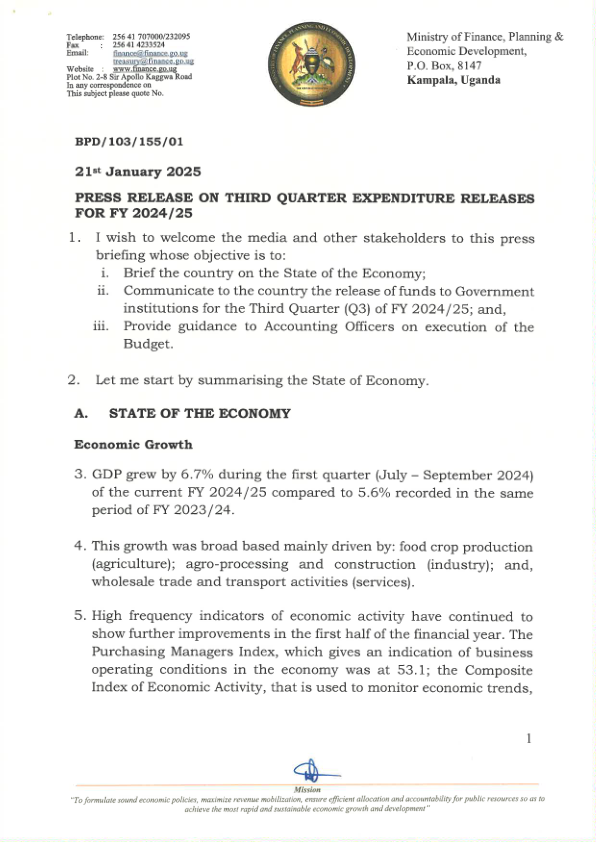 Telephone: 256 41 707000/232095
Fax : 256 41 4233524
Email: finance@finance.go.ug
treasury@finance.go.ug
Website : www.finance.go.ug
Plot No. 2-8 Sir Apollo Kaggwa Road
In any correspondence on
This subject please quote No.
Ministry of Finance, Planning &
Economic Development,
P.O. Box, 8147
Kampala, Uganda
BPD/103/155/01
21st January 2025
PRESS RELEASE ON THIRD QUARTER EXPENDITURE RELEASES
FOR FY 2024/25
1. I wish to welcome the media and other stakeholders to this press
briefing whose objective is to:
i. Brief the country on the State of the Economy;
ii. Communicate to the country the release of funds to Government
institutions for the Third Quarter (Q3) of FY 2024/25; and,
iii. Provide guidance to Accounting Officers on execution of the
Budget.
2. Let me start by summarising the State of Economy.
A. STATE OF THE ECONOMY
Economic Growth
3. GDP grew by 6.7% during the first quarter (July – September 2024)
of the current FY 2024/25 compared to 5.6% recorded in the same
period of FY 2023/24.
4. This growth was broad based mainly driven by: food crop production
(agriculture); agro-processing and construction (industry); and,
wholesale trade and transport activities (services).
5. High frequency indicators of economic activity have continued to
show further improvements in the first half of the financial year. The
Purchasing Managers Index, which gives an indication of business
operating conditions in the economy was at 53.1; the Composite
Index of Economic Activity, that is used to monitor economic trends,
1
Mission
"To formulate sound economic policies, maximize revenue mobilization, ensure efficient allocation and accountability for public resources so as to
achieve the most rapid and sustainable economic growth and development"